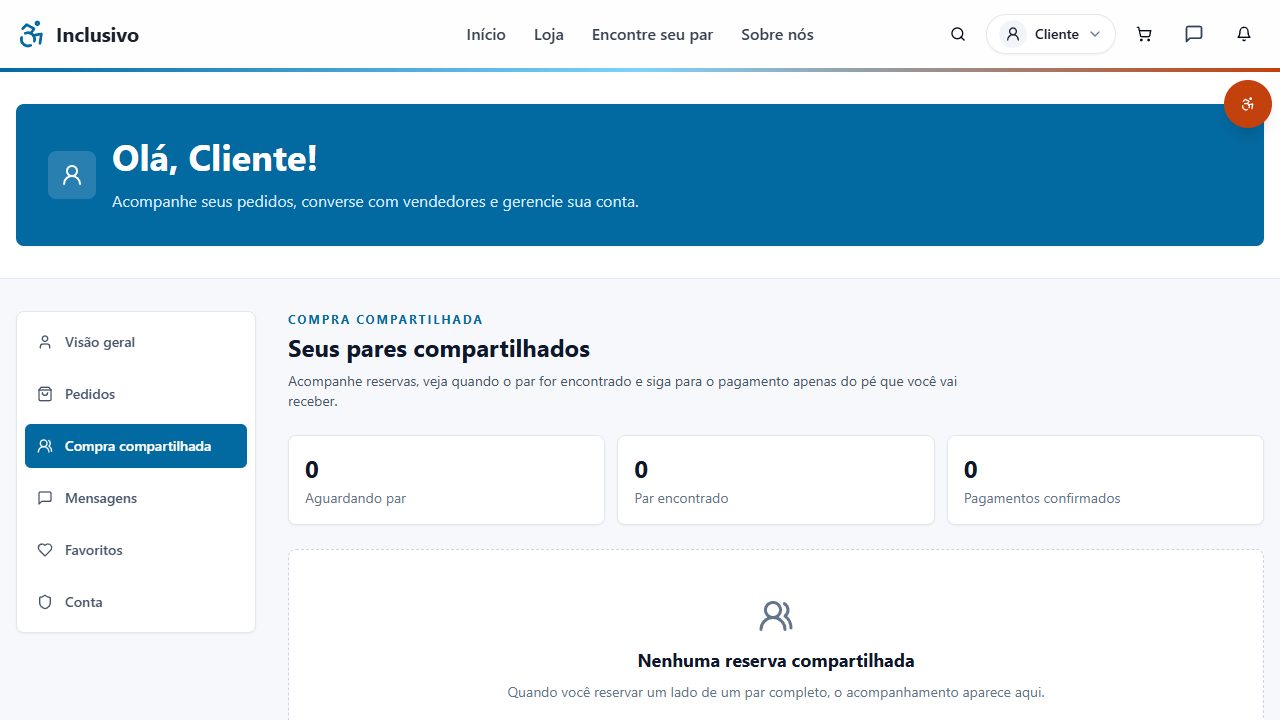 Inclusivo
Início
Loja
Encontre seu par
Sobre nós
Cliente
Olá, Cliente!
Acompanhe seus pedidos, converse com vendedores e gerencie sua conta.
Visão geral
Pedidos
Compra compartilhada
Mensagens
Favoritos
Conta
COMPRA COMPARTILHADA
Seus pares compartilhados
Acompanhe reservas, veja quando o par for encontrado e siga para o pagamento apenas do pé que você vai
receber.
0
Aguardando par
0
Par encontrado
0
Pagamentos confirmados
Nenhuma reserva compartilhada
Quando você reservar um lado de um par completo, o acompanhamento aparece aqui.